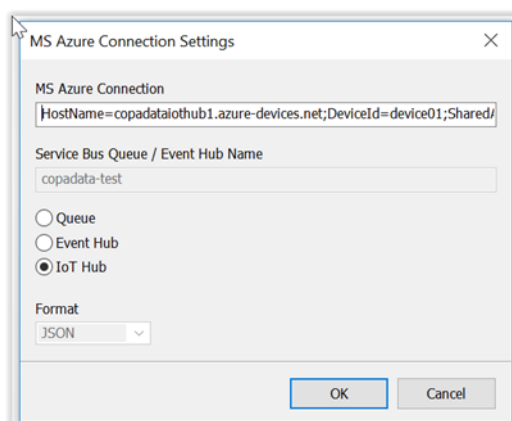 MS Azure Connection Settings
MS Azure Connection
HostName=copadataiothub1.azure-devices.net;DeviceId=device01;SharedA
Service Bus Queue / Event Hub Name
copadata-test
Queue
Event Hub
IoT Hub
Format
JSON
OK Cancel